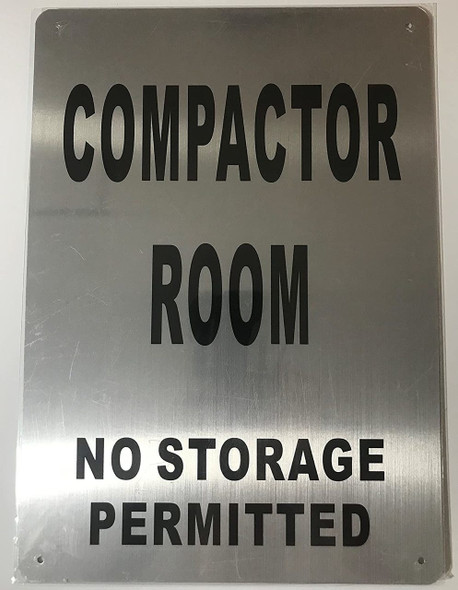 COMPACTOR
ROOM
NO STORAGE
PERMITTED